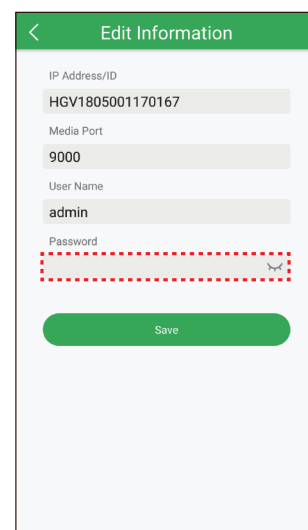 Edit Information
IP Address/ID
HGV1805001170167
Media Port
9000
User Name
admin
Password
Save